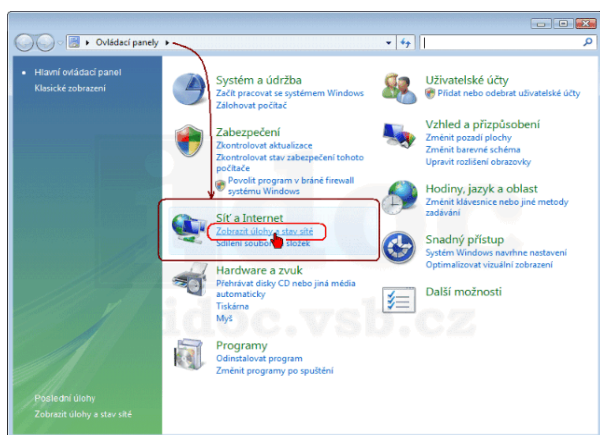 Ovládací panely
Hlavní ovládací panel
Klasické zobrazení
Systém a údržba
Začít pracovat se systémem Windows
Zálohovat počítač
Zabezpečení
Zkontrolovat aktualizace
Zkontrolovat stav zabezpečení tohoto
počítače
Povolit program v bráně firewall
systému Windows
Síť a Internet
Zobrazit úlohy a stav sítě
Sdílení souborů složek
Hardware a zvuk
Přehrávat disky CD nebo jiná média
automaticky
Tiskárna
Myš
Programy
Odinstalovat program
Změnit programy po spuštění
Uživatelské účty
Přidat nebo odebrat uživatelské účty
Vzhled a přizpůsobení
Změnit pozadí plochy
Změnit barevné schéma
Upravit rozlišení obrazovky
Hodiny, jazyk a oblast
Změnit klávesnice nebo jiné metody
zadávání
Snadný přístup
Systém Windows navrhne nastavení
Optimalizovat vizuální zobrazení
Další možnosti
Poslední úlohy
Zobrazit úlohy a stav sítě
idoc
idoc.vsb.cz